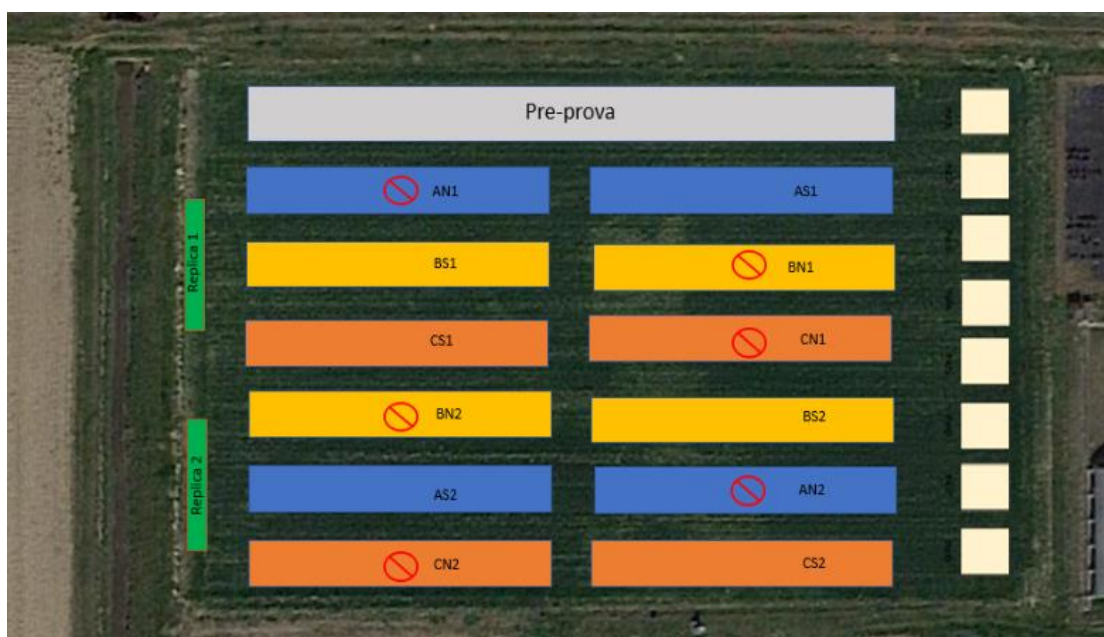 Pre-prova
AN1
AS1
Replica 1
BS1
BN1
CS1
CN1
BN2
BS2
Replica 2
AS2
AN2
CN2
CS2